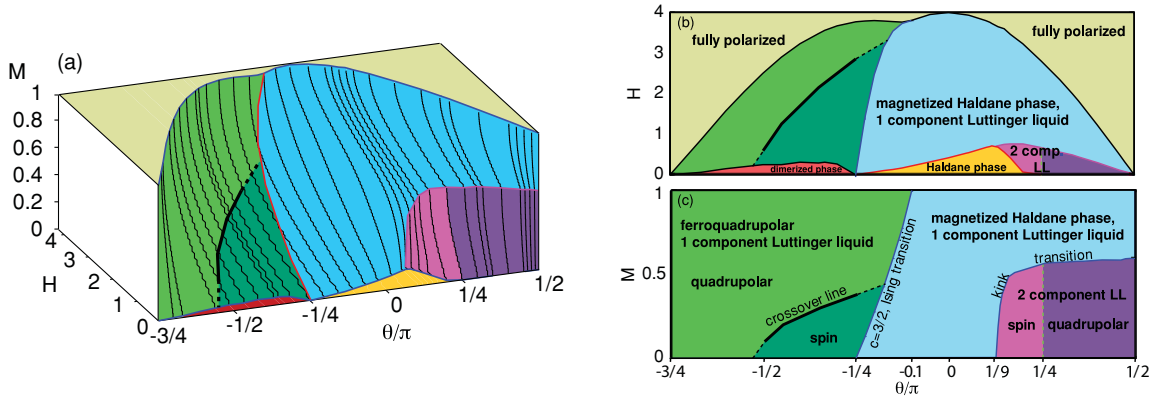 (a)
M
1
0.8
0.6
0.4
0.2
0
4
3
2
1
0
H
-3/4
-1/2
-1/4
0
1/4
1/2
θ/π
(b)
fully polarized
fully polarized
magnetized Haldane phase,
1 component Luttinger liquid
2 comp.
LL
dimerized phase
Haldane phase
H
4
3
2
1
0
(c)
ferroquadrupolar
1 component Luttinger liquid
quadrupolar
crossover line
spin
c=3/2, Ising transition
magnetized Haldane phase,
1 component Luttinger liquid
kink
transition
2 component LL
spin
quadrupolar
M
1
0.5
0
-3/4
-1/2
-1/4
-0.1
0
1/9
1/4
1/2
θ/π